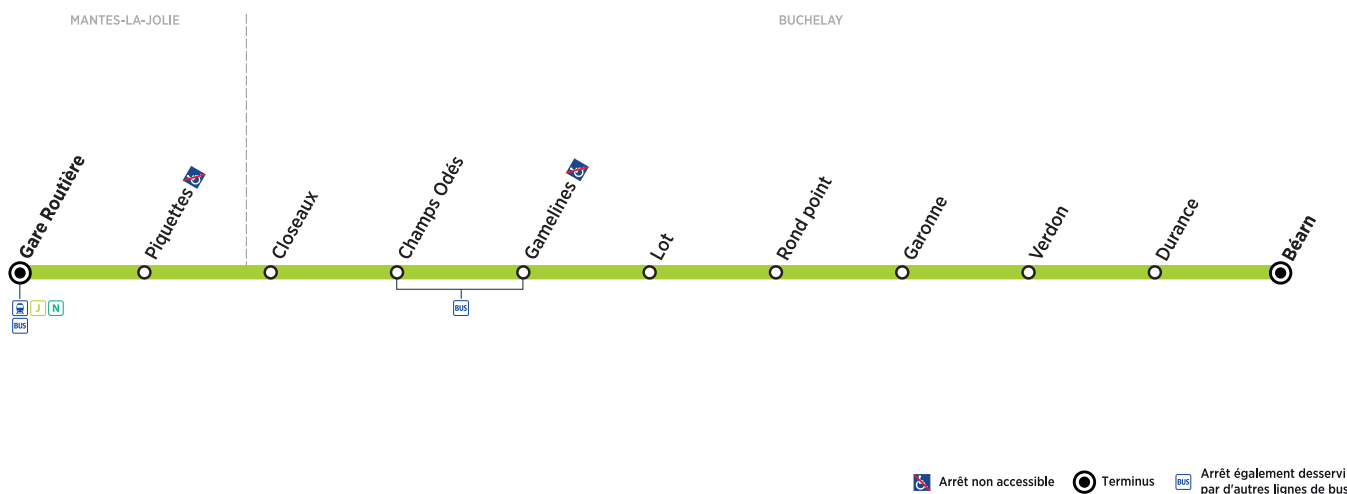 MANTES-LA-JOLIE
BUCHELAY
Gare Routière
Piquettes
Closeaux
Champs Odés
Gamelines
Lot
Rond point
Garonne
Verdon
Durance
Béarn
J N
BUS
BUS
Arrêt non accessible
Terminus
BUS
Arrêt également desservi
par d'autres lignes de bus